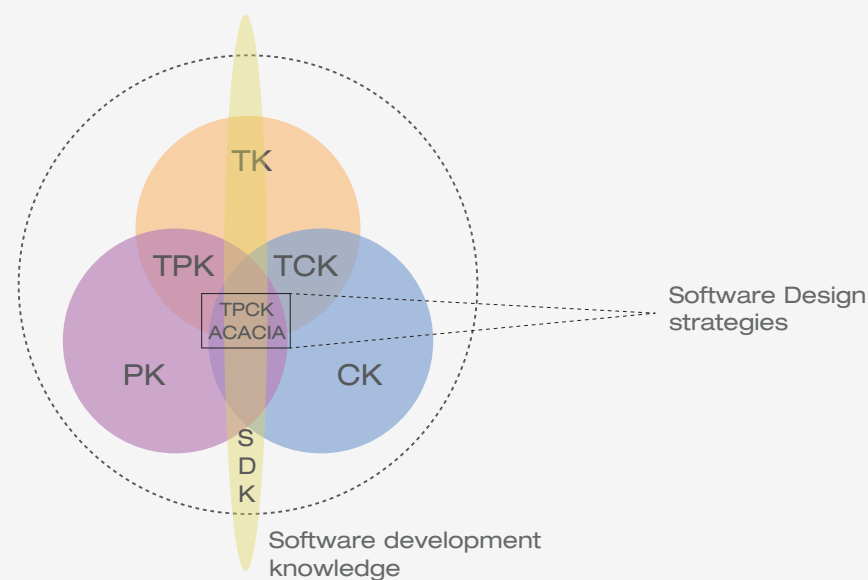 TK
TPK
TCK
TPCK
ACACIA
Software Design
strategies
PK
CK
S
D
K
Software development
knowledge